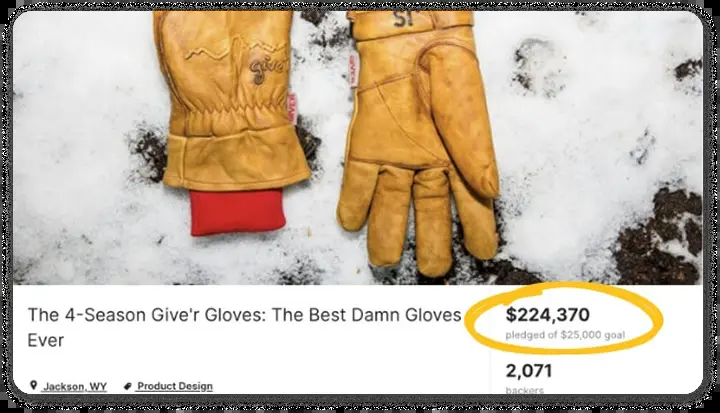 give'r
SI
The 4-Season Give'r Gloves: The Best Damn Gloves
Ever
$224,370
pledged of $25,000 goal
2,071
backers
Jackson, WY
Product Design